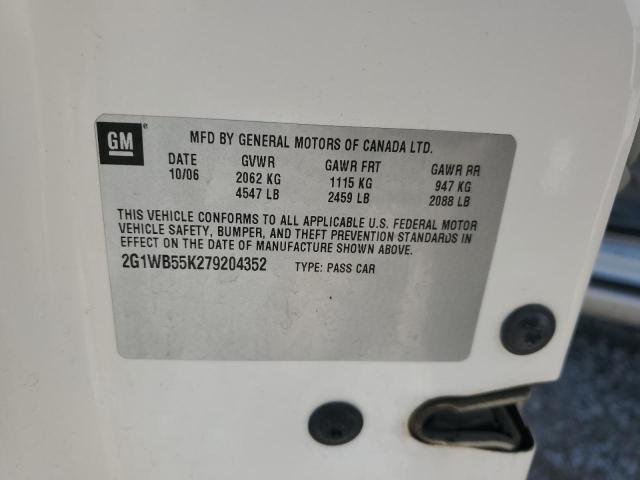 GM ® MFD BY GENERAL MOTORS OF CANADA LTD.
DATE GVWR GAWR FRT GAWR RR
10/06 2062 KG 1115 KG 947 KG
4547 LB 2459 LB 2088 LB
THIS VEHICLE CONFORMS TO ALL APPLICABLE U.S. FEDERAL MOTOR
VEHICLE SAFETY, BUMPER, AND THEFT PREVENTION STANDARDS IN
EFFECT ON THE DATE OF MANUFACTURE SHOWN ABOVE.
2G1WB55K279204352 TYPE: PASS CAR